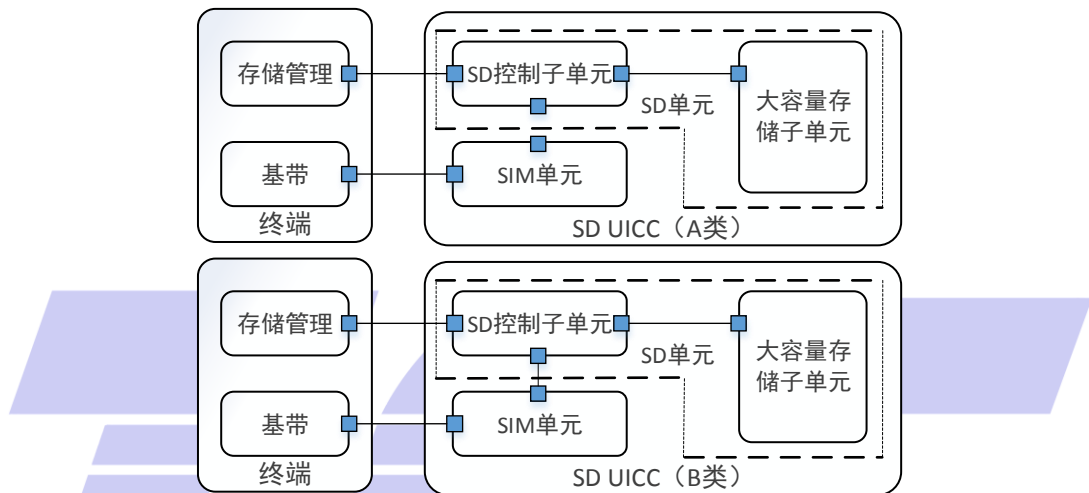 存储管理
SD控制子单元
SD单元
大容量存
储子单元
基带
SIM单元
终端
SD UICC（A类）
存储管理
SD控制子单元
SD单元
大容量存
储子单元
基带
SIM单元
终端
SD UICC（B类）